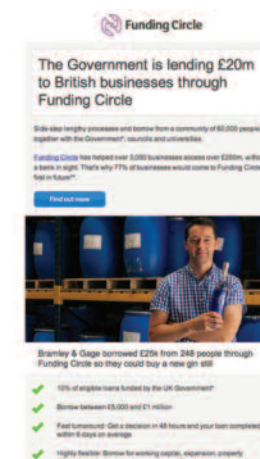 Funding Circle
The Government is lending £20m
to British businesses through
Funding Circle
Side-step lengthy processes and borrow from a community of 60,000 people
together with the Government*, councils and universities.
Funding Circle has helped over 3,000 businesses access over £200m, without
a bank in sight. That's why 77% of businesses would come to Funding Circle
first in future**.
Find out more
Bramley & Gage borrowed £25k from 248 people through
Funding Circle so they could buy a new gin still
10% of eligible loans funded by the UK Government*
Borrow between £5,000 and £1 million
Fast turnaround: Get a decision in 48 hours and your loan completed
within 6 days on average
Highly flexible: Borrow for working capital, expansion, property